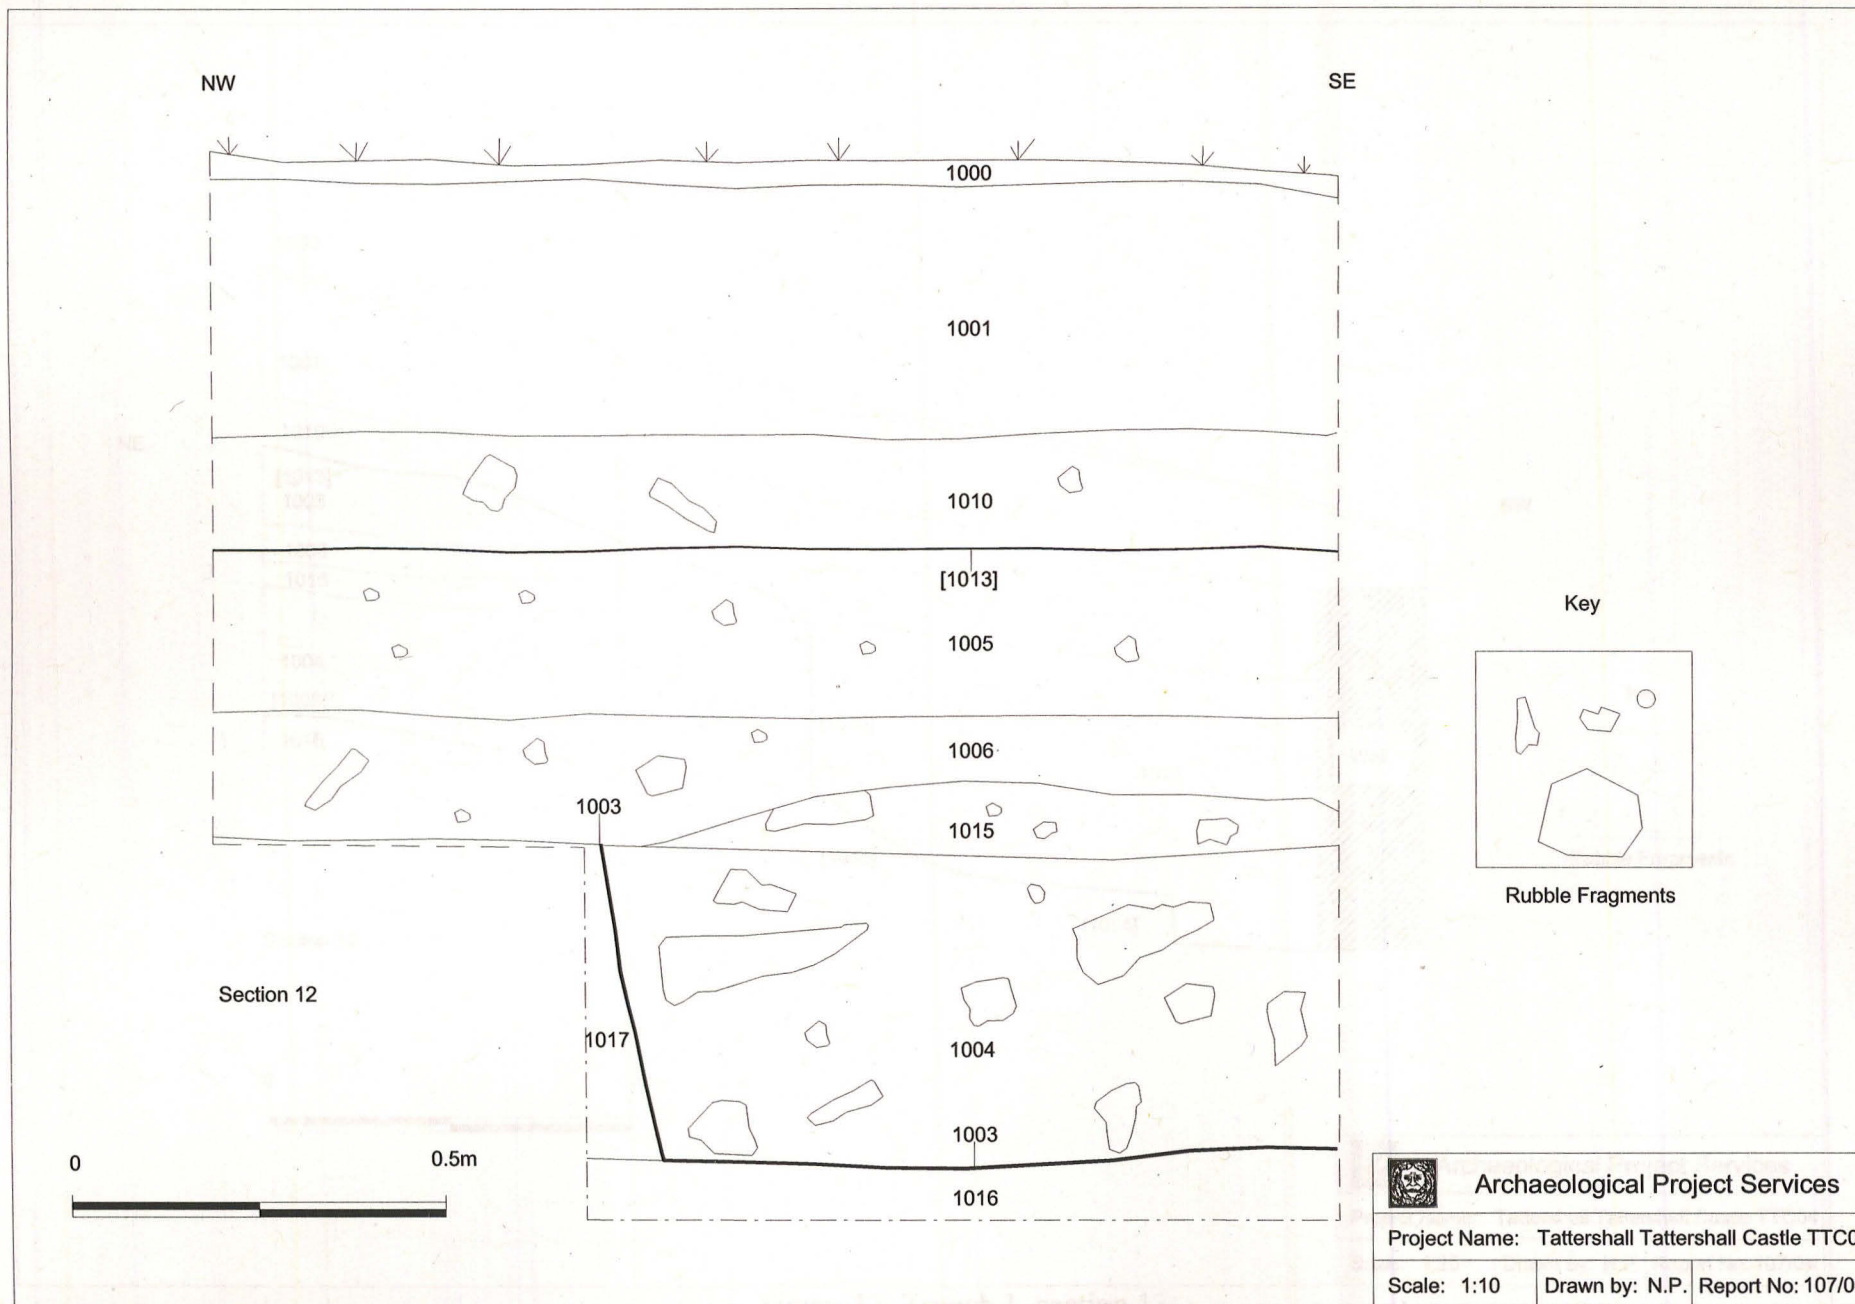 NW
SE
1000
1001
1010
[1013]
1005
1006
1003
1015
Key
Rubble Fragments
Section 12
1017
1004
1003
1016
0
0.5m
Archaeological Project Services
Project Name: Tattershall Tattershall Castle TTC0
Scale: 1:10
Drawn by: N.P.
Report No: 107/0